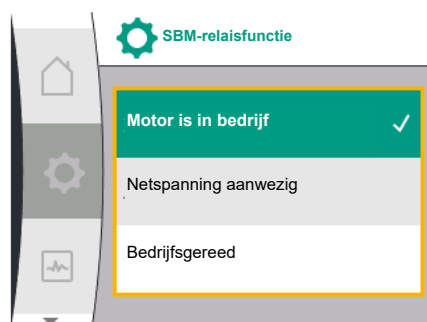 SBM-relaisfunctie
Motor is in bedrijf
Netspanning aanwezig
Bedrijfsgereed